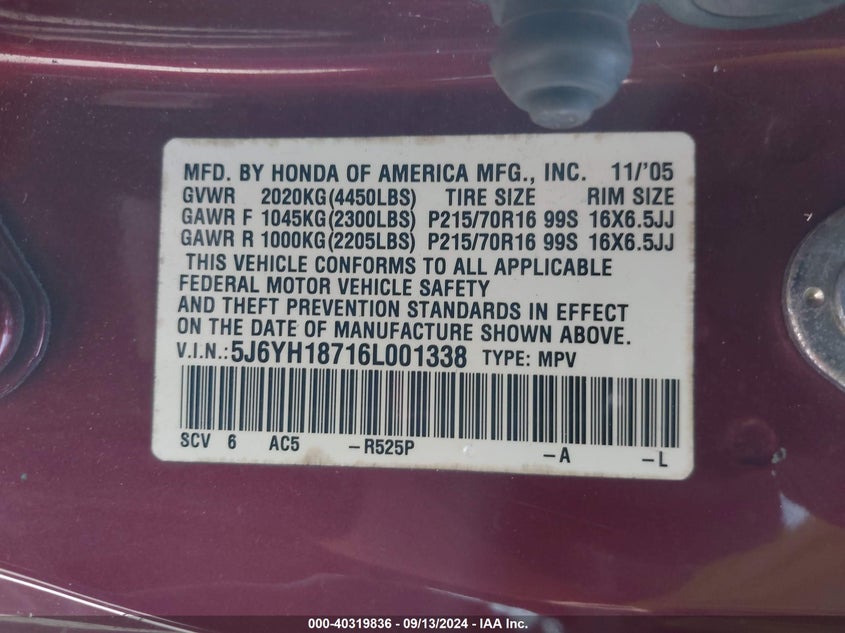 MFD. BY HONDA OF AMERICA MFG., INC. 11/'05
GVWR 2020KG(4450LBS) TIRE SIZE RIM SIZE
GAWR F 1045KG(2300LBS) P215/70R16 99S 16X6.5JJ
GAWR R 1000KG(2205LBS) P215/70R16 99S 16X6.5JJ
THIS VEHICLE CONFORMS TO ALL APPLICABLE
FEDERAL MOTOR VEHICLE SAFETY
AND THEFT PREVENTION STANDARDS IN EFFECT
ON THE DATE OF MANUFACTURE SHOWN ABOVE.
V.I.N.:5J6YH18716L001338 TYPE: MPV
SCV 6 AC5 -R525P -A -L
000-40319836 - 09/13/2024 - IAA Inc.